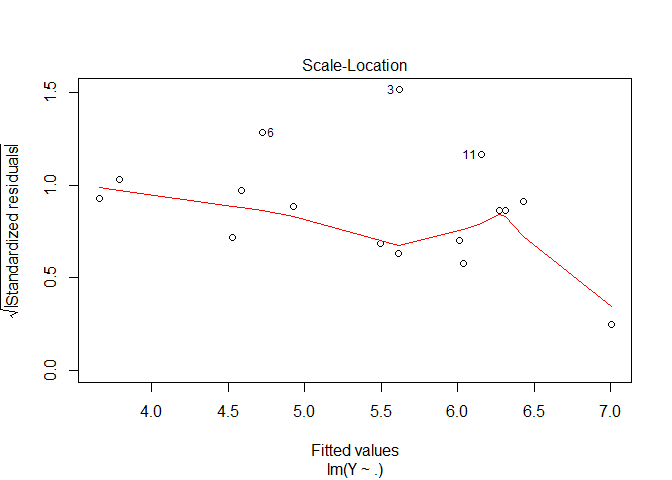 Scale-Location
√|Standardized residuals|
1.5
1.0
0.5
0.0
3
6
11
4.0 4.5 5.0 5.5 6.0 6.5 7.0
Fitted values
lm(Y ~ .)